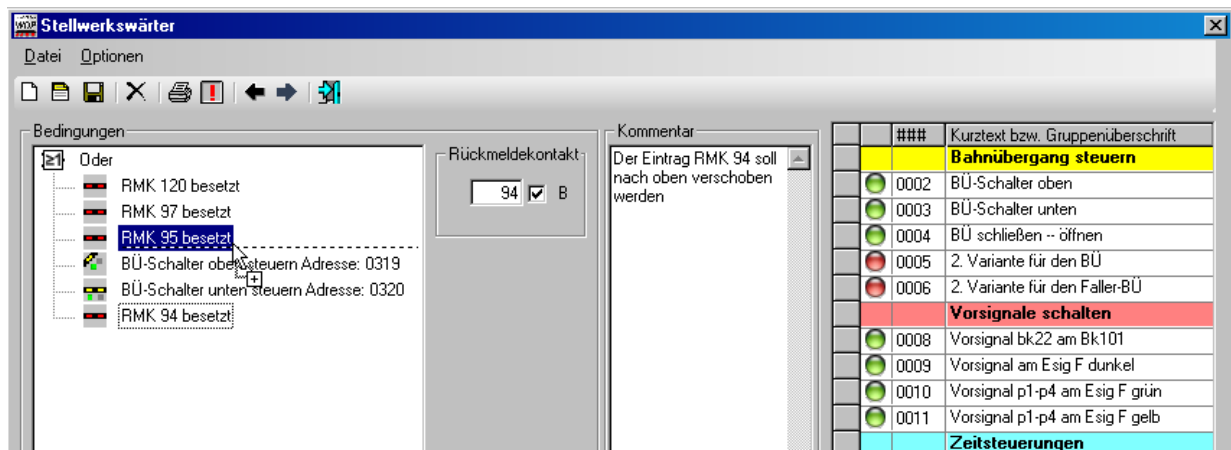 Stellwerkswärter
Datei Optionen
Bedingungen
≥1 Oder
RMK 120 besetzt
RMK 97 besetzt
RMK 95 besetzt
BÜ-Schalter oben steuern Adresse: 0319
BÜ-Schalter unten steuern Adresse: 0320
RMK 94 besetzt
Rückmeldekontakt
94 B
Kommentar
Der Eintrag RMK 94 soll
nach oben verschoben
werden
### Kurztext bzw. Gruppenüberschrift
Bahnübergang steuern
0002 BÜ-Schalter oben
0003 BÜ-Schalter unten
0004 BÜ schließen -- öffnen
0005 2. Variante für den BÜ
0006 2. Variante für den Faller-BÜ
Vorsignale schalten
0008 Vorsignal bk22 am Bk101
0009 Vorsignal am Esig F dunkel
0010 Vorsignal p1-p4 am Esig F grün
0011 Vorsignal p1-p4 am Esig F gelb
Zeitsteuerungen